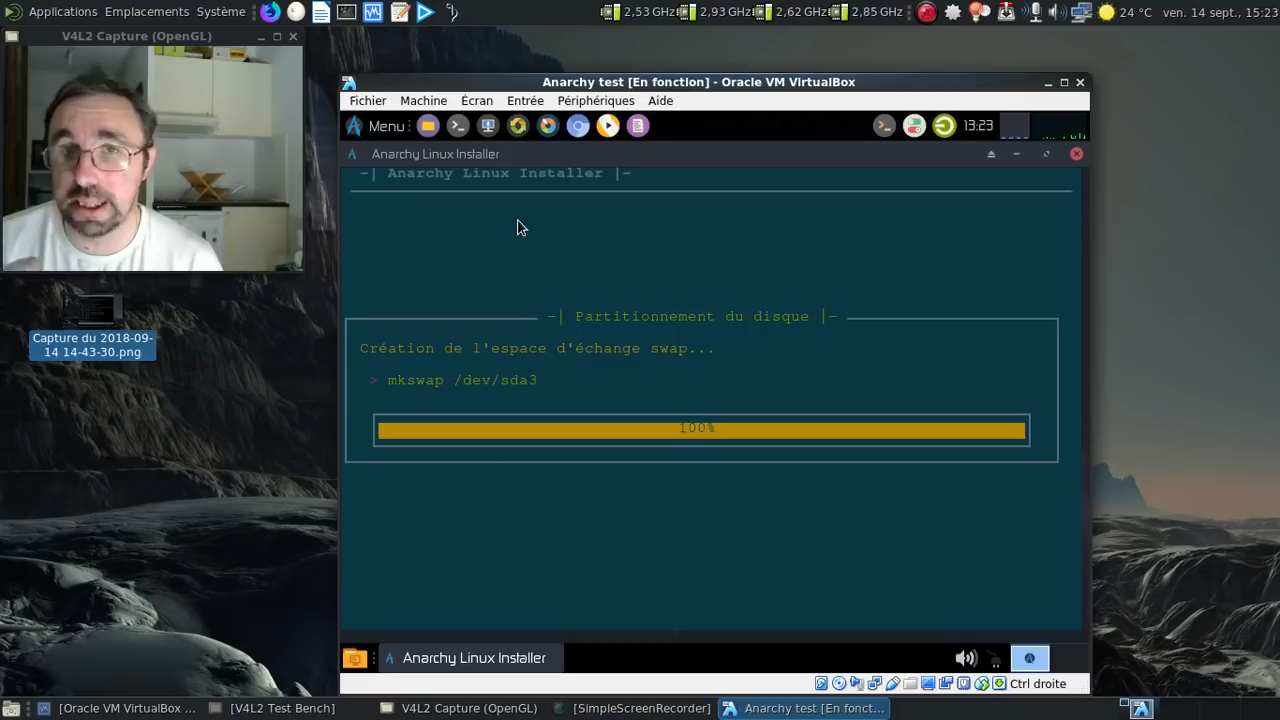 Applications Emplacements Système
2,53 GHz 2,93 GHz 2,62 GHz 2,85 GHz
24 °C ven. 14 sept., 15:23
V4L2 Capture (OpenGL)
Capture du 2018-09-
14 14-43-30.png
Anarchy test [En fonction] - Oracle VM VirtualBox
Fichier Machine Écran Entrée Périphériques Aide
Menu
13:23
Anarchy Linux Installer
-| Anarchy Linux Installer |-
-| Partitionnement du disque |-
Création de l'espace d'échange swap...
> mkswap /dev/sda3
100%
Anarchy Linux Installer
Ctrl droite
[Oracle VM VirtualBox ... [V4L2 Test Bench] V4L2 Capture (OpenGL) [SimpleScreenRecorder] Anarchy test [En fonct...